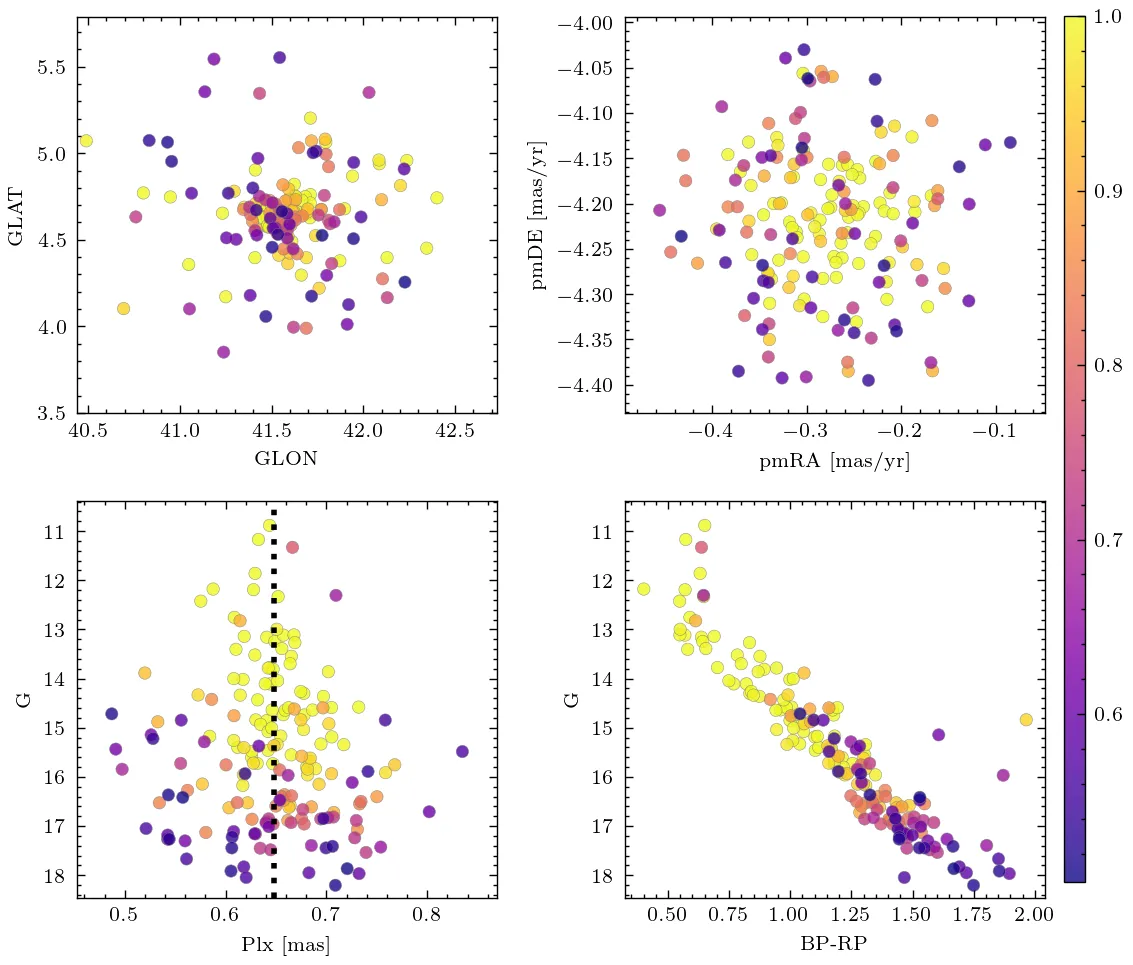 5.5
5.0
4.5
4.0
3.5
GLAT
40.5 41.0 41.5 42.0 42.5
GLON
−4.00
−4.05
−4.10
−4.15
−4.20
−4.25
−4.30
−4.35
−4.40
pmDE [mas/yr]
−0.4 −0.3 −0.2 −0.1
pmRA [mas/yr]
1.0
0.9
0.8
0.7
0.6
11
12
13
14
15
16
17
18
G
0.5 0.6 0.7 0.8
Plx [mas]
11
12
13
14
15
16
17
18
G
0.50 0.75 1.00 1.25 1.50 1.75 2.00
BP-RP